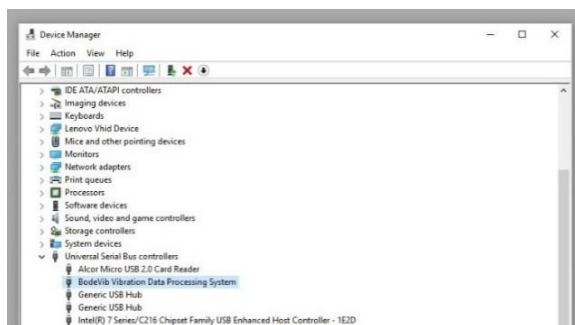 Device Manager
File Action View Help
IDE ATA/ATAPI controllers
Imaging devices
Keyboards
Lenovo Vhid Device
Mice and other pointing devices
Monitors
Network adapters
Print queues
Processors
Software devices
Sound, video and game controllers
Storage controllers
System devices
Universal Serial Bus controllers
Alcor Micro USB 2.0 Card Reader
BodeVib Vibration Data Processing System
Generic USB Hub
Generic USB Hub
Intel(R) 7 Series/C216 Chipset Family USB Enhanced Host Controller - 1E2D